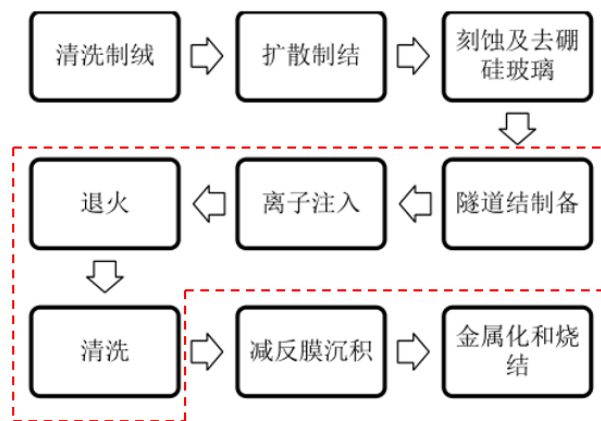 清洗制绒
扩散制结
刻蚀及去硼
硅玻璃
隧道结制备
离子注入
退火
清洗
减反膜沉积
金属化和烧
结